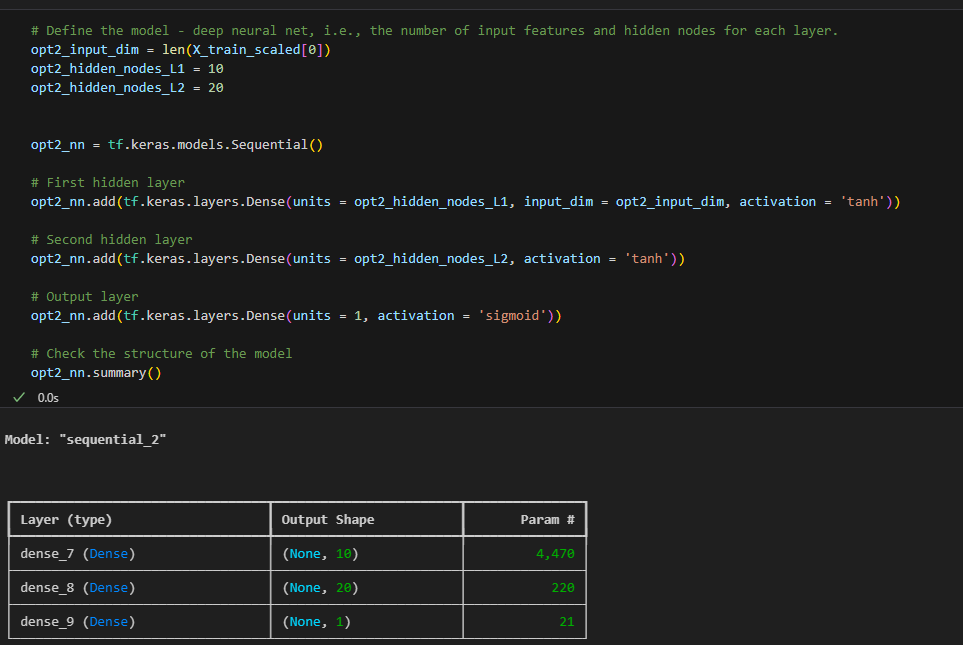 # Define the model - deep neural net, i.e., the number of input features and hidden nodes for each layer.
opt2_input_dim = len(X_train_scaled[0])
opt2_hidden_nodes_L1 = 10
opt2_hidden_nodes_L2 = 20
opt2_nn = tf.keras.models.Sequential()
# First hidden layer
opt2_nn.add(tf.keras.layers.Dense(units = opt2_hidden_nodes_L1, input_dim = opt2_input_dim, activation = 'tanh'))
# Second hidden layer
opt2_nn.add(tf.keras.layers.Dense(units = opt2_hidden_nodes_L2, activation = 'tanh'))
# Output layer
opt2_nn.add(tf.keras.layers.Dense(units = 1, activation = 'sigmoid'))
# Check the structure of the model
opt2_nn.summary()
0.0s
Model: "sequential_2"
Layer (type) Output Shape Param #
dense_7 (Dense) (None, 10) 4,470
dense_8 (Dense) (None, 20) 220
dense_9 (Dense) (None, 1) 21